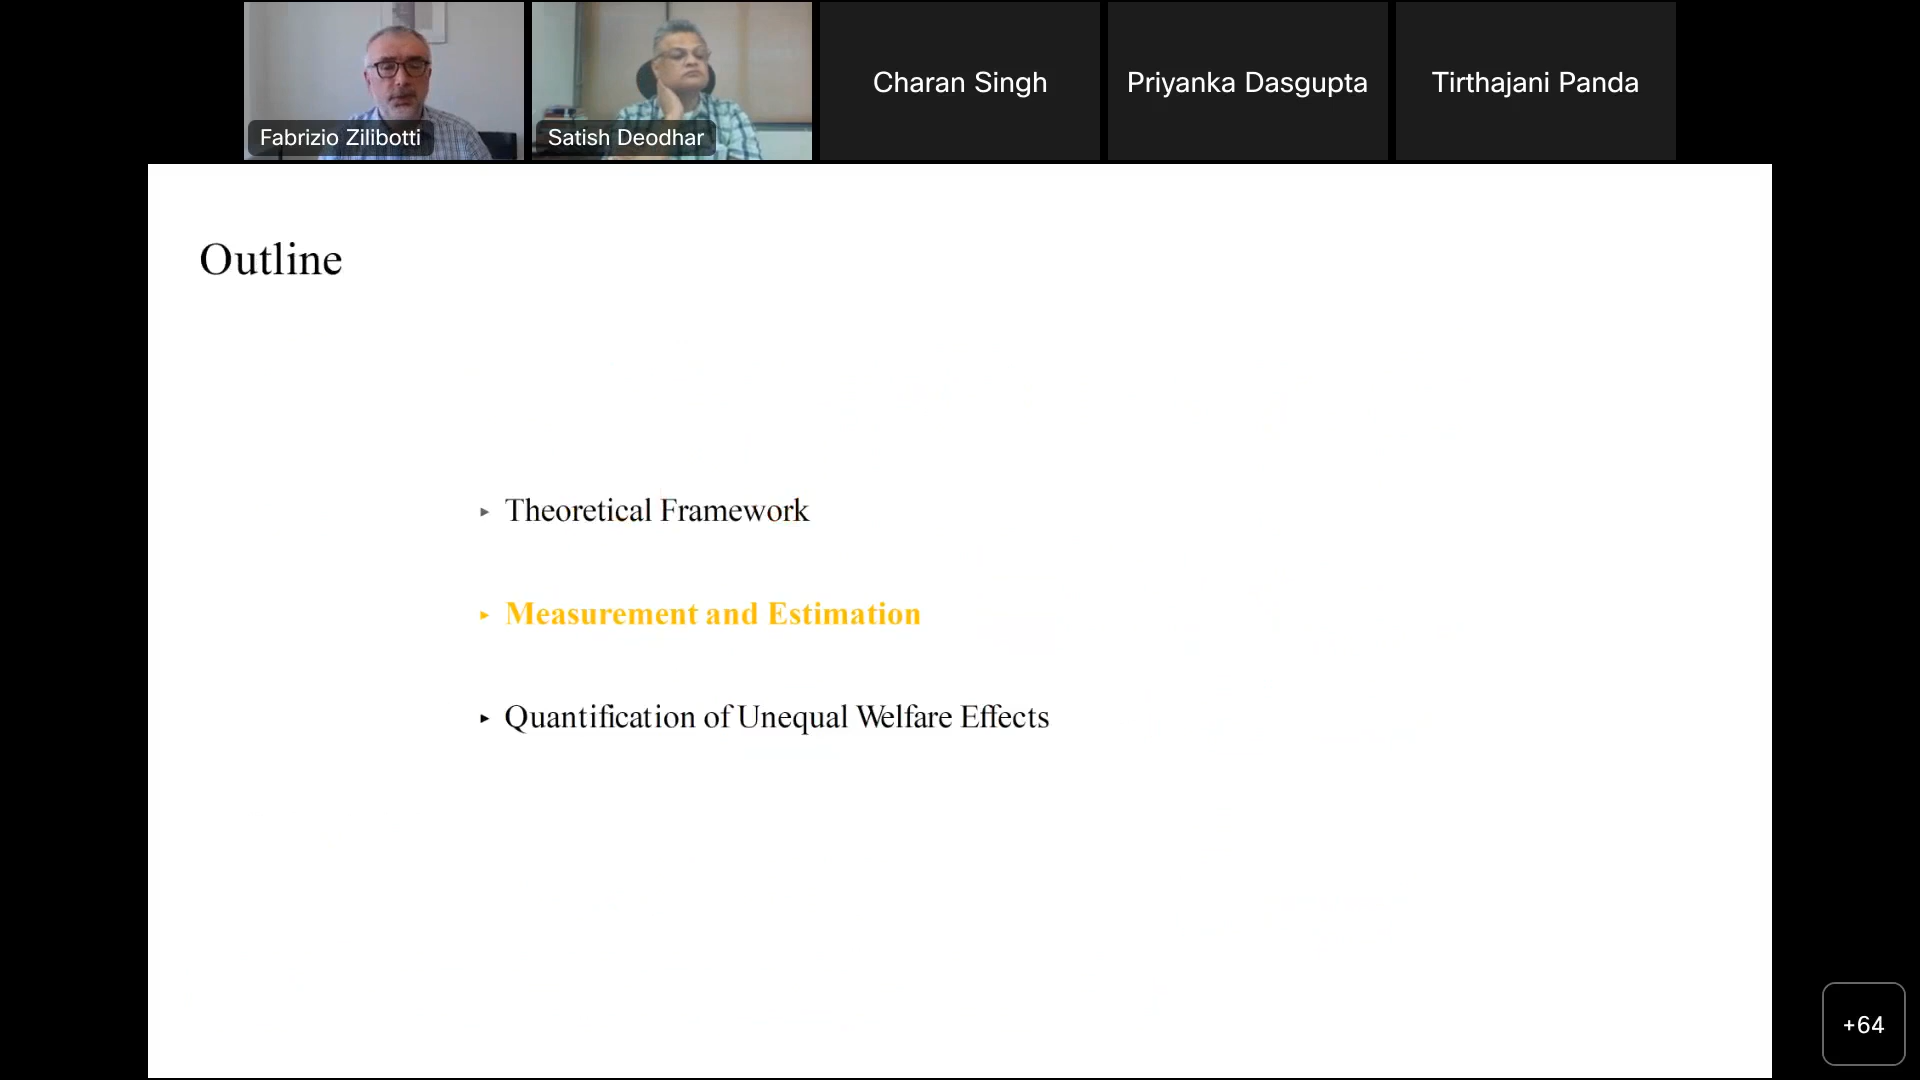 Fabrizio Zilibotti
Satish Deodhar
Charan Singh
Priyanka Dasgupta
Tirthajani Panda
Outline
▸ Theoretical Framework
▸ Measurement and Estimation
▸ Quantification of Unequal Welfare Effects
+64